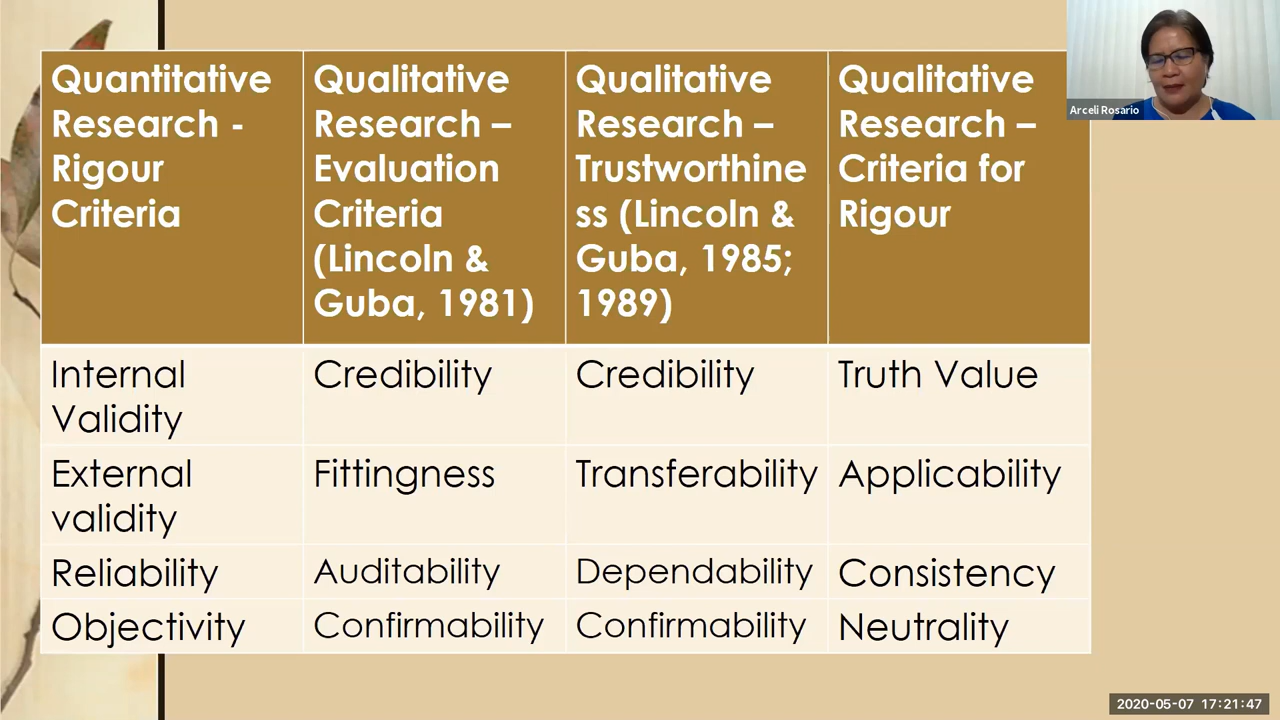 Quantitative
Research -
Rigour
Criteria
Qualitative
Research –
Evaluation
Criteria
(Lincoln &
Guba, 1981)
Qualitative
Research –
Trustworthine
ss (Lincoln &
Guba, 1985;
1989)
Qualitative
Research –
Criteria for
Rigour
Internal
Validity
Credibility
Credibility
Truth Value
External
validity
Fittingness
Transferability
Applicability
Reliability
Auditability
Dependability
Consistency
Objectivity
Confirmability
Confirmability
Neutrality
Arceli Rosario
2020-05-07 17:21:47